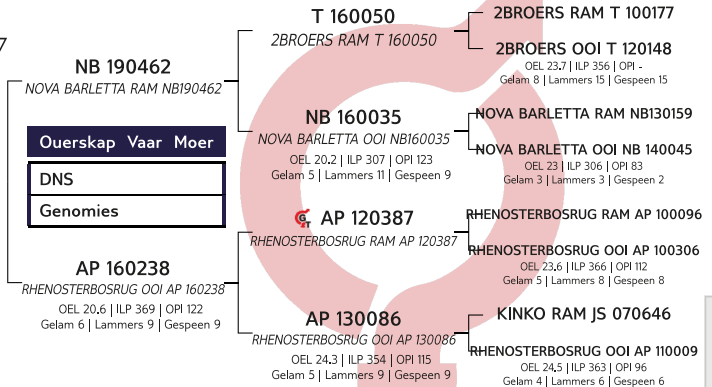 7
NB 190462
NOVA BARLETTA RAM NB190462
Ouerskap Vaar Moer
DNS
Genomies
AP 160238
RHENOSTERBOSRUG OOI AP 160238
OEL 20.6 | ILP 369 | OPI 122
Gelam 6 | Lammers 9 | Gespeen 9
T 160050
2BROERS RAM T 160050
NB 160035
NOVA BARLETTA OOI NB160035
OEL 20.2 | ILP 307 | OPI 123
Gelam 5 | Lammers 11 | Gespeen 9
GT AP 120387
RHENOSTERBOSRUG RAM AP 120387
AP 130086
RHENOSTERBOSRUG OOI AP 130086
OEL 24.3 | ILP 354 | OPI 115
Gelam 5 | Lammers 9 | Gespeen 9
2BROERS RAM T 100177
2BROERS OOI T 120148
OEL 23.7 | ILP 356 | OPI -
Gelam 8 | Lammers 15 | Gespeen 15
NOVA BARLETTA RAM NB130159
NOVA BARLETTA OOI NB 140045
OEL 23 | ILP 306 | OPI 83
Gelam 3 | Lammers 3 | Gespeen 2
RHENOSTERBOSRUG RAM AP 100096
RHENOSTERBOSRUG OOI AP 100306
OEL 23.6 | ILP 366 | OPI 112
Gelam 5 | Lammers 8 | Gespeen 8
KINKO RAM JS 070646
RHENOSTERBOSRUG OOI AP 110009
OEL 24.5 | ILP 363 | OPI 96
Gelam 4 | Lammers 6 | Gespeen 6